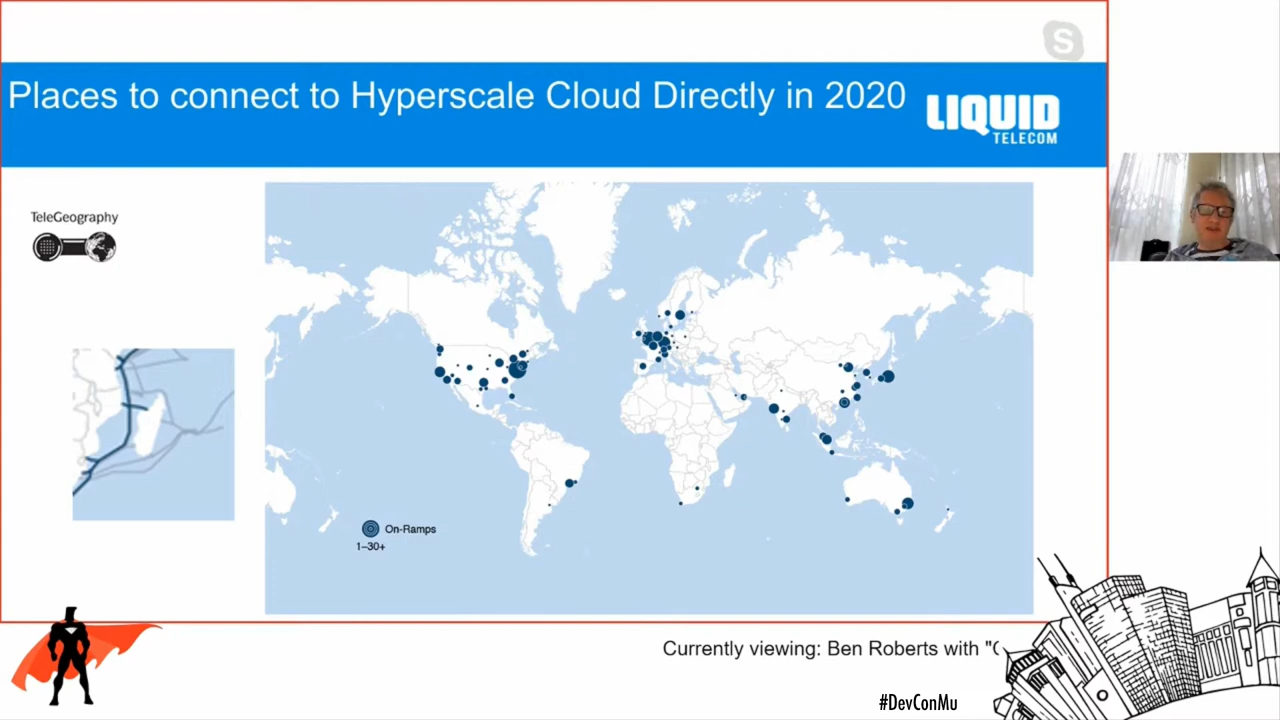 S
Places to connect to Hyperscale Cloud Directly in 2020
LIQUID
TELECOM
TeleGeography
On-Ramps
1–30+
Currently viewing: Ben Roberts with "
#DevConMu